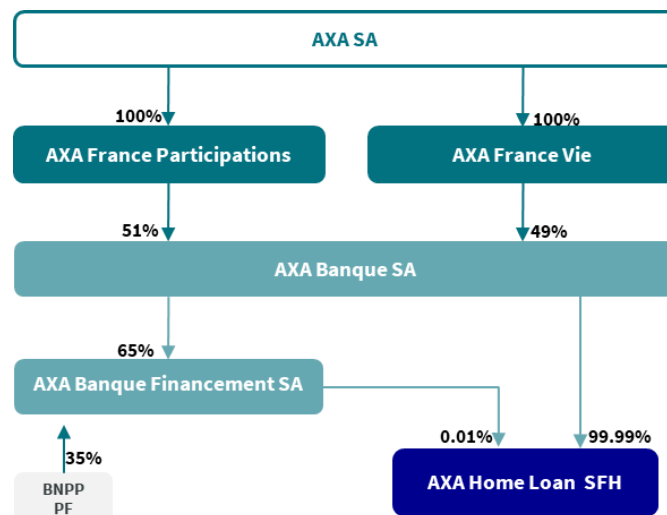 AXA SA
100%
100%
AXA France Participations
AXA France Vie
51%
49%
AXA Banque SA
65%
AXA Banque Financement SA
35%
0.01%
99.99%
BNPP
PF
AXA Home Loan SFH